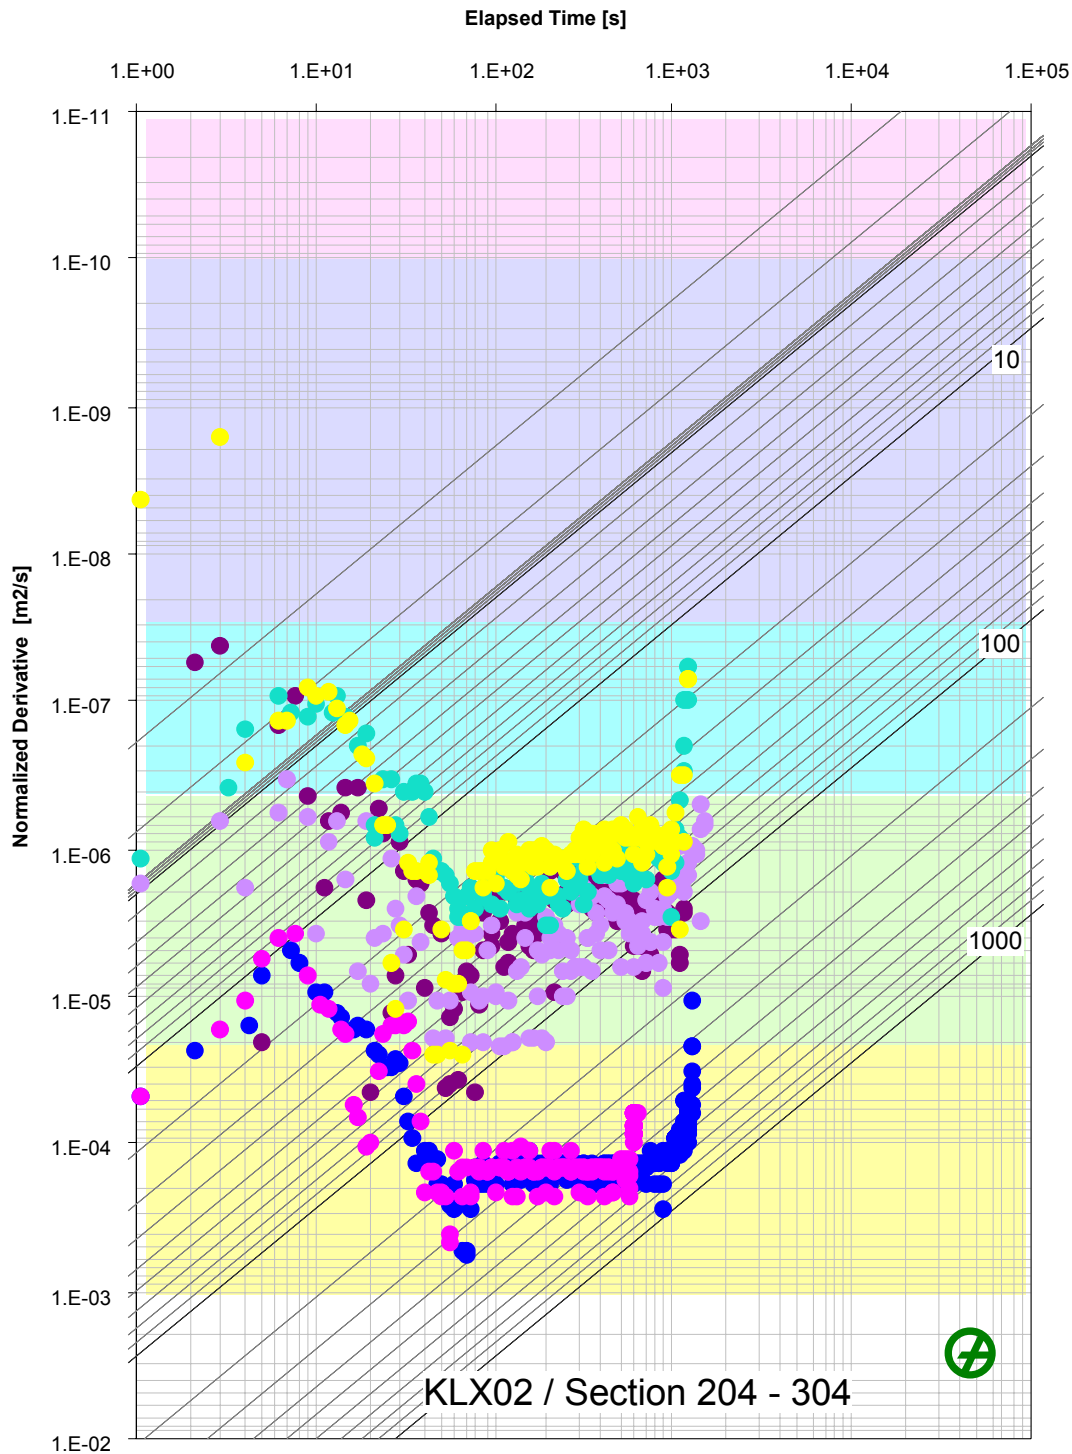 Elapsed Time [s]
1.E+00 1.E+01 1.E+02 1.E+03 1.E+04 1.E+05
1.E-11
1.E-10
10
1.E-09
1.E-08
Normalized Derivative [m2/s]
100
1.E-07
1.E-06
1000
1.E-05
1.E-04
1.E-03
KLX02 / Section 204 - 304
1.E-02